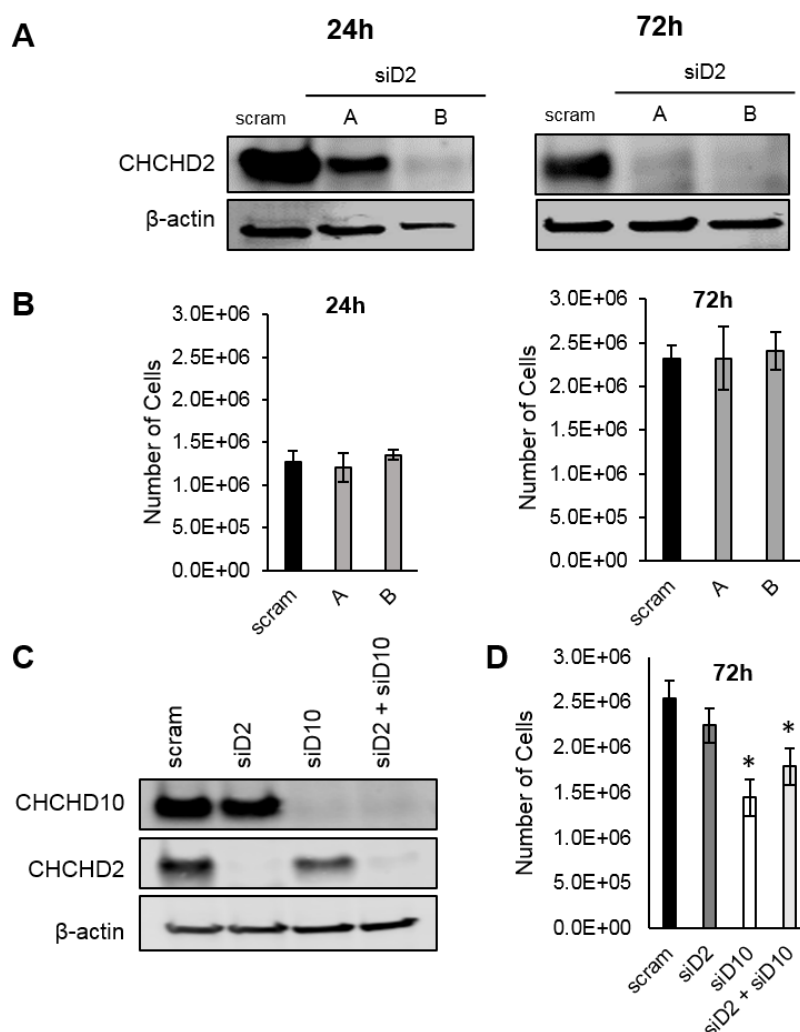 A
24h
72h
siD2
siD2
scram
A
B
scram
A
B
CHCHD2
β-actin
B
24h
Number of Cells
3.0E+06
2.5E+06
2.0E+06
1.5E+06
1.0E+06
5.0E+05
0.0E+00
scram
A
B
72h
Number of Cells
3.0E+06
2.5E+06
2.0E+06
1.5E+06
1.0E+06
5.0E+05
0.0E+00
scram
A
B
C
scram
siD2
siD10
siD2 + siD10
CHCHD10
CHCHD2
β-actin
D
72h
Number of Cells
3.0E+06
2.5E+06
2.0E+06
1.5E+06
1.0E+06
5.0E+05
0.0E+00
*
*
scram
siD2
siD10
siD2 + siD10